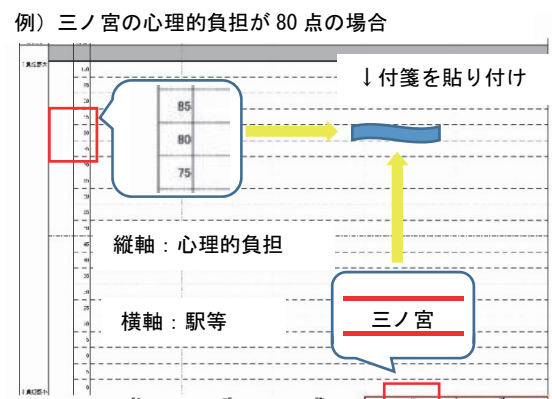 例）三ノ宮の心理的負担が 80 点の場合
↓付箋を貼り付け
85
80
75
縦軸：心理的負担
横軸：駅等
三ノ宮